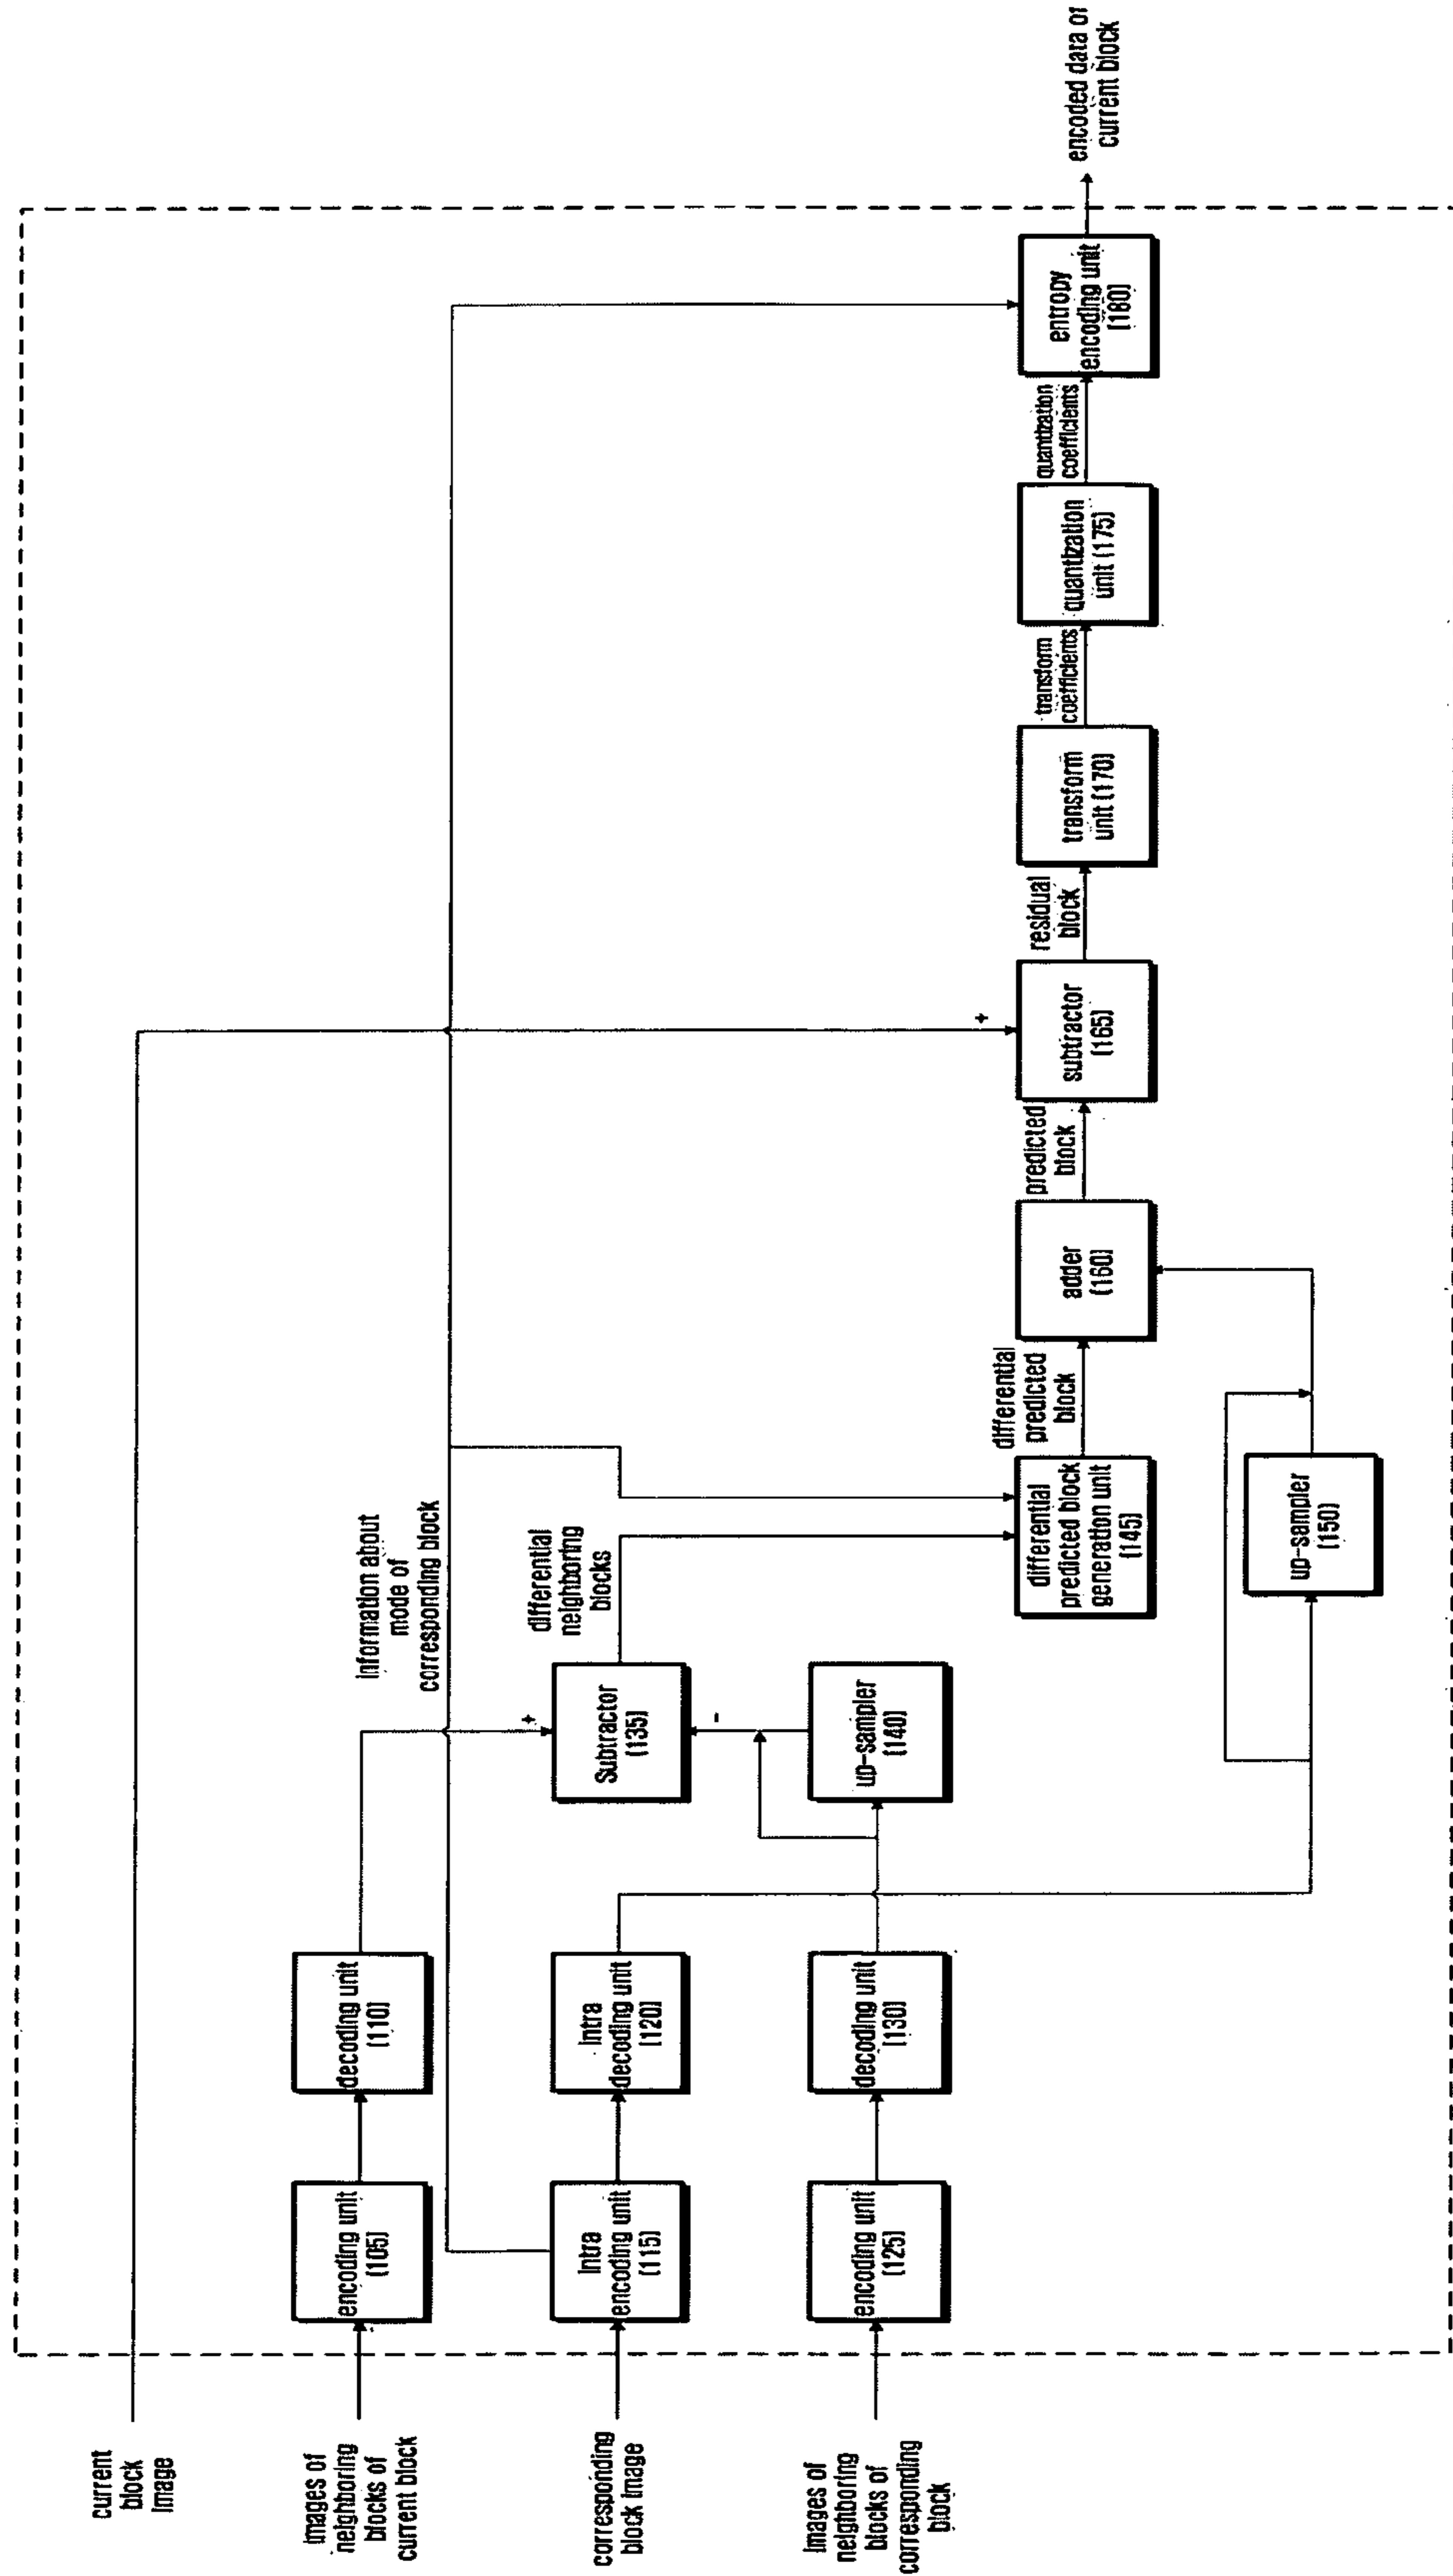 current
block
image
images of
neighboring
blocks of
current block
corresponding
block image
images of
neighboring
blocks of
corresponding
block
encoding unit
(105)
decoding unit
(110)
Intra
encoding unit
(115)
Intra
decoding unit
(120)
encoding unit
(125)
decoding unit
(130)
Information about
mode of
corresponding block
+
Subtractor
(135)
-
up-sampler
(140)
differential
neighboring
blocks
differential
predicted block
generation unit
(145)
up-sampler
(150)
differential
predicted
block
adder
(160)
predicted
block
+
subtractor
(165)
residual
block
transform
unit (170)
transform
coefficients
quantization
unit (175)
quantization
coefficients
entropy
encoding unit
(180)
encoded data of
current block